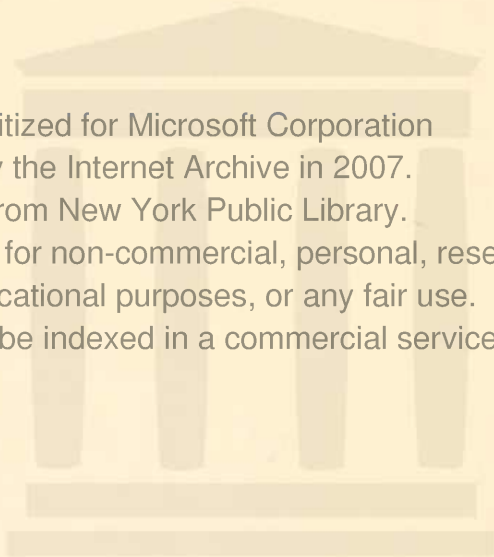 itized for Microsoft Corporation
the Internet Archive in 2007.
rom New York Public Library.
for non-commercial, personal, rese
cational purposes, or any fair use.
be indexed in a commercial service